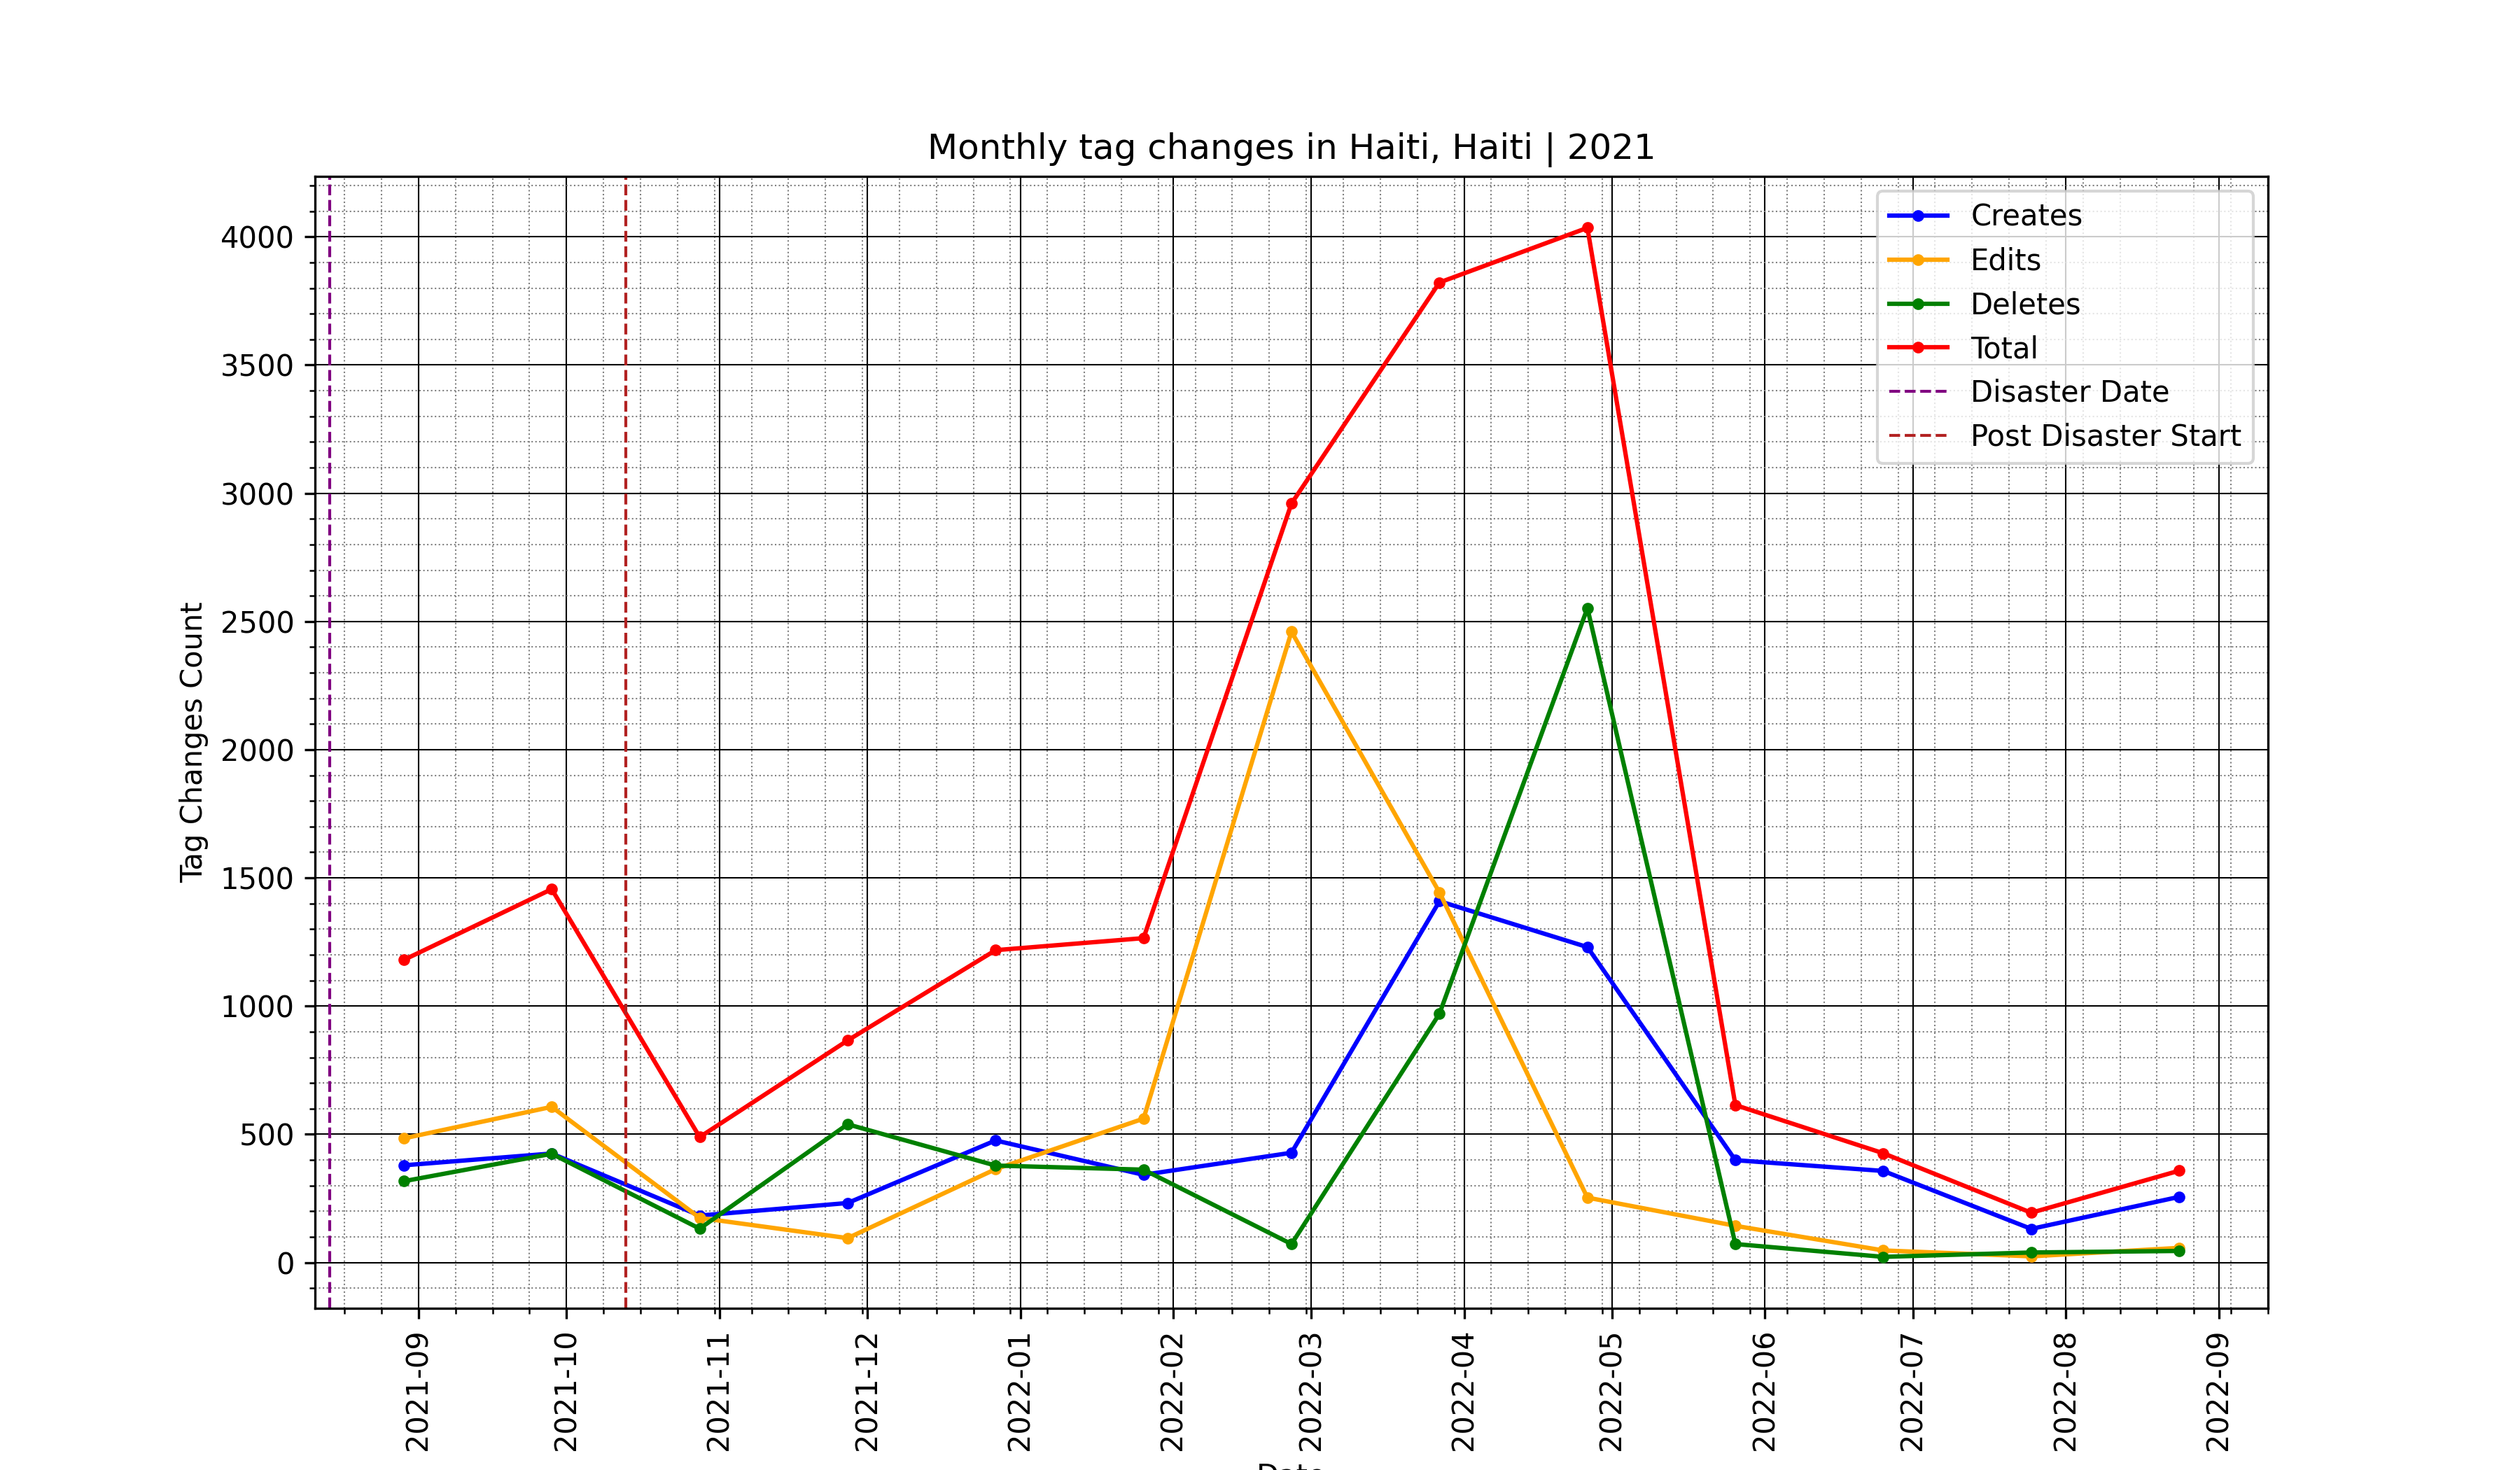 Monthly tag changes in Haiti, Haiti | 2021
Creates
Edits
Deletes
Total
Disaster Date
Post Disaster Start
Tag Changes Count
4000
3500
3000
2500
2000
1500
1000
500
0
2021-09
2021-10
2021-11
2021-12
2022-01
2022-02
2022-03
2022-04
2022-05
2022-06
2022-07
2022-08
2022-09
Date